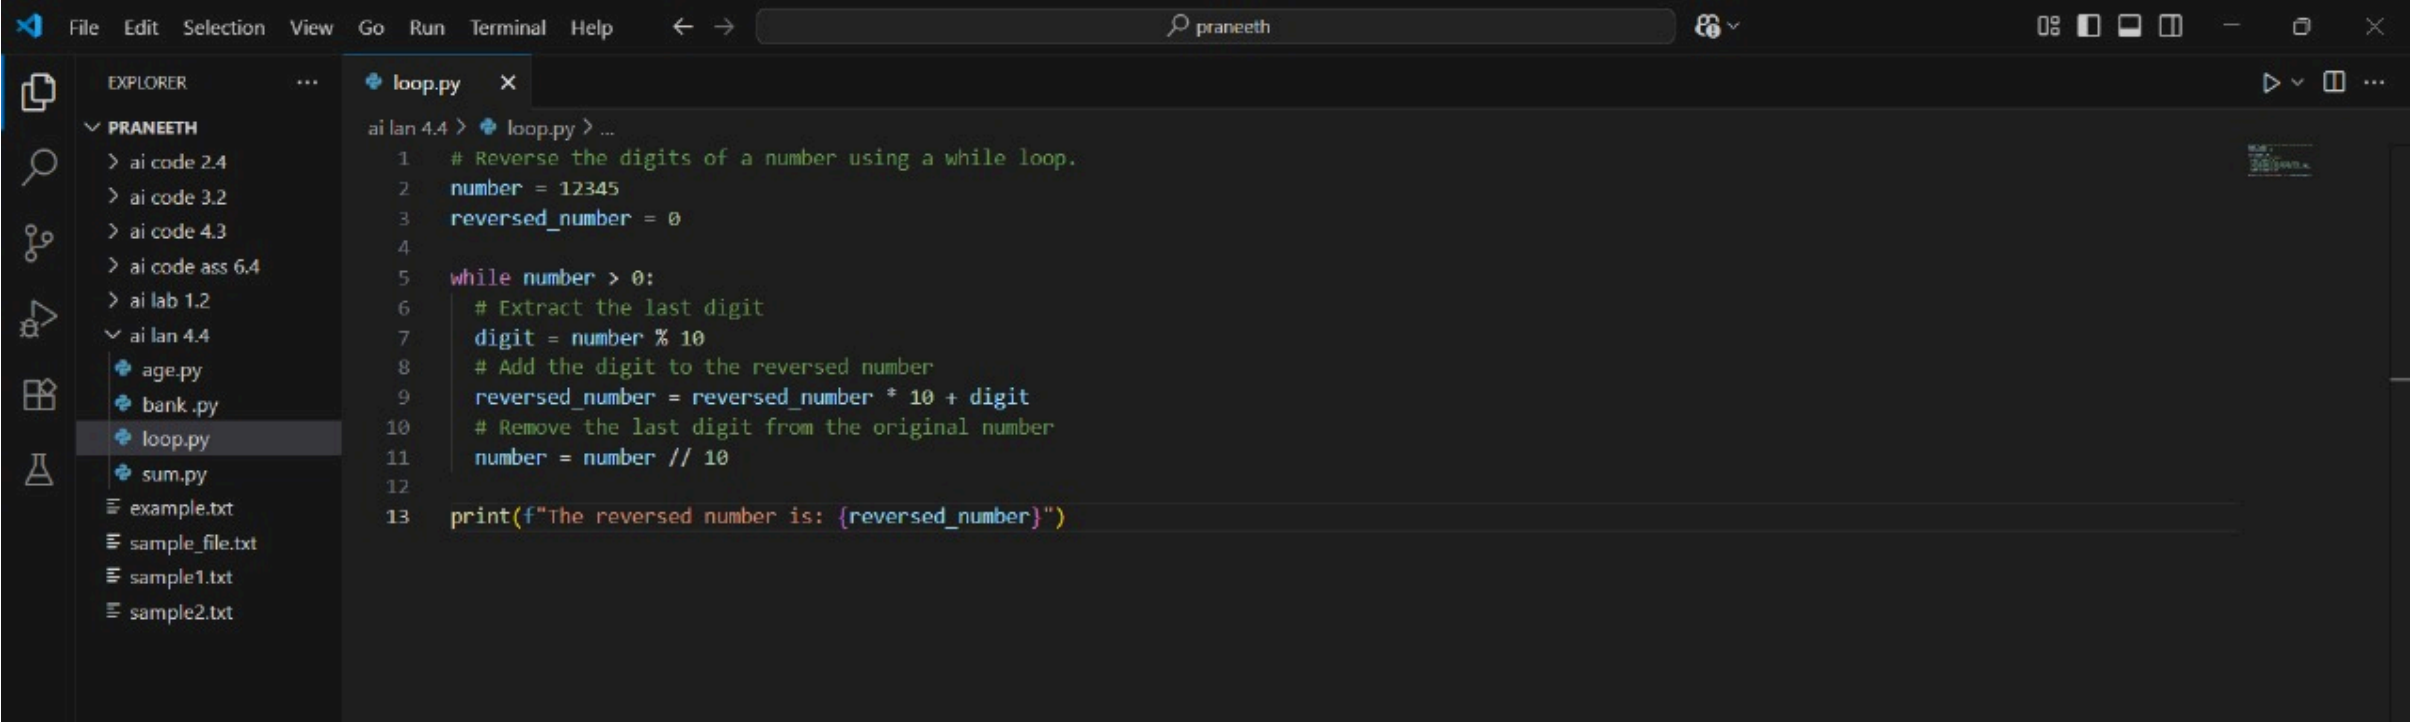 File Edit Selection View Go Run Terminal Help praneeth
EXPLORER
PRANEETH
ai code 2.4
ai code 3.2
ai code 4.3
ai code ass 6.4
ai lab 1.2
ai lan 4.4
age.py
bank .py
loop.py
sum.py
example.txt
sample_file.txt
sample1.txt
sample2.txt
loop.py
ai lan 4.4 > loop.py > ...
1 # Reverse the digits of a number using a while loop.
2 number = 12345
3 reversed_number = 0
4
5 while number > 0:
6 # Extract the last digit
7 digit = number % 10
8 # Add the digit to the reversed number
9 reversed_number = reversed_number * 10 + digit
10 # Remove the last digit from the original number
11 number = number // 10
12
13 print(f"The reversed number is: {reversed_number}")